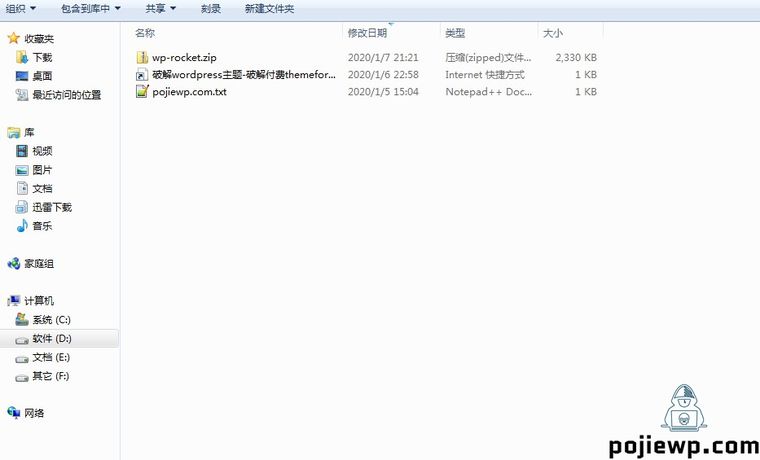 组织 包含到库中 共享 刻录 新建文件夹
收藏夹
下载
桌面
最近访问的位置
库
视频
图片
文档
迅雷下载
音乐
家庭组
计算机
系统 (C:)
软件 (D:)
文档 (E:)
其它 (F:)
网络
名称 修改日期 类型 大小
wp-rocket.zip 2020/1/7 21:21 压缩(zipped)文件... 2,330 KB
破解wordpress主题-破解付费themefor... 2020/1/6 22:58 Internet 快捷方式 1 KB
pojiewp.com.txt 2020/1/5 15:04 Notepad++ Doc... 1 KB
pojiewp.com